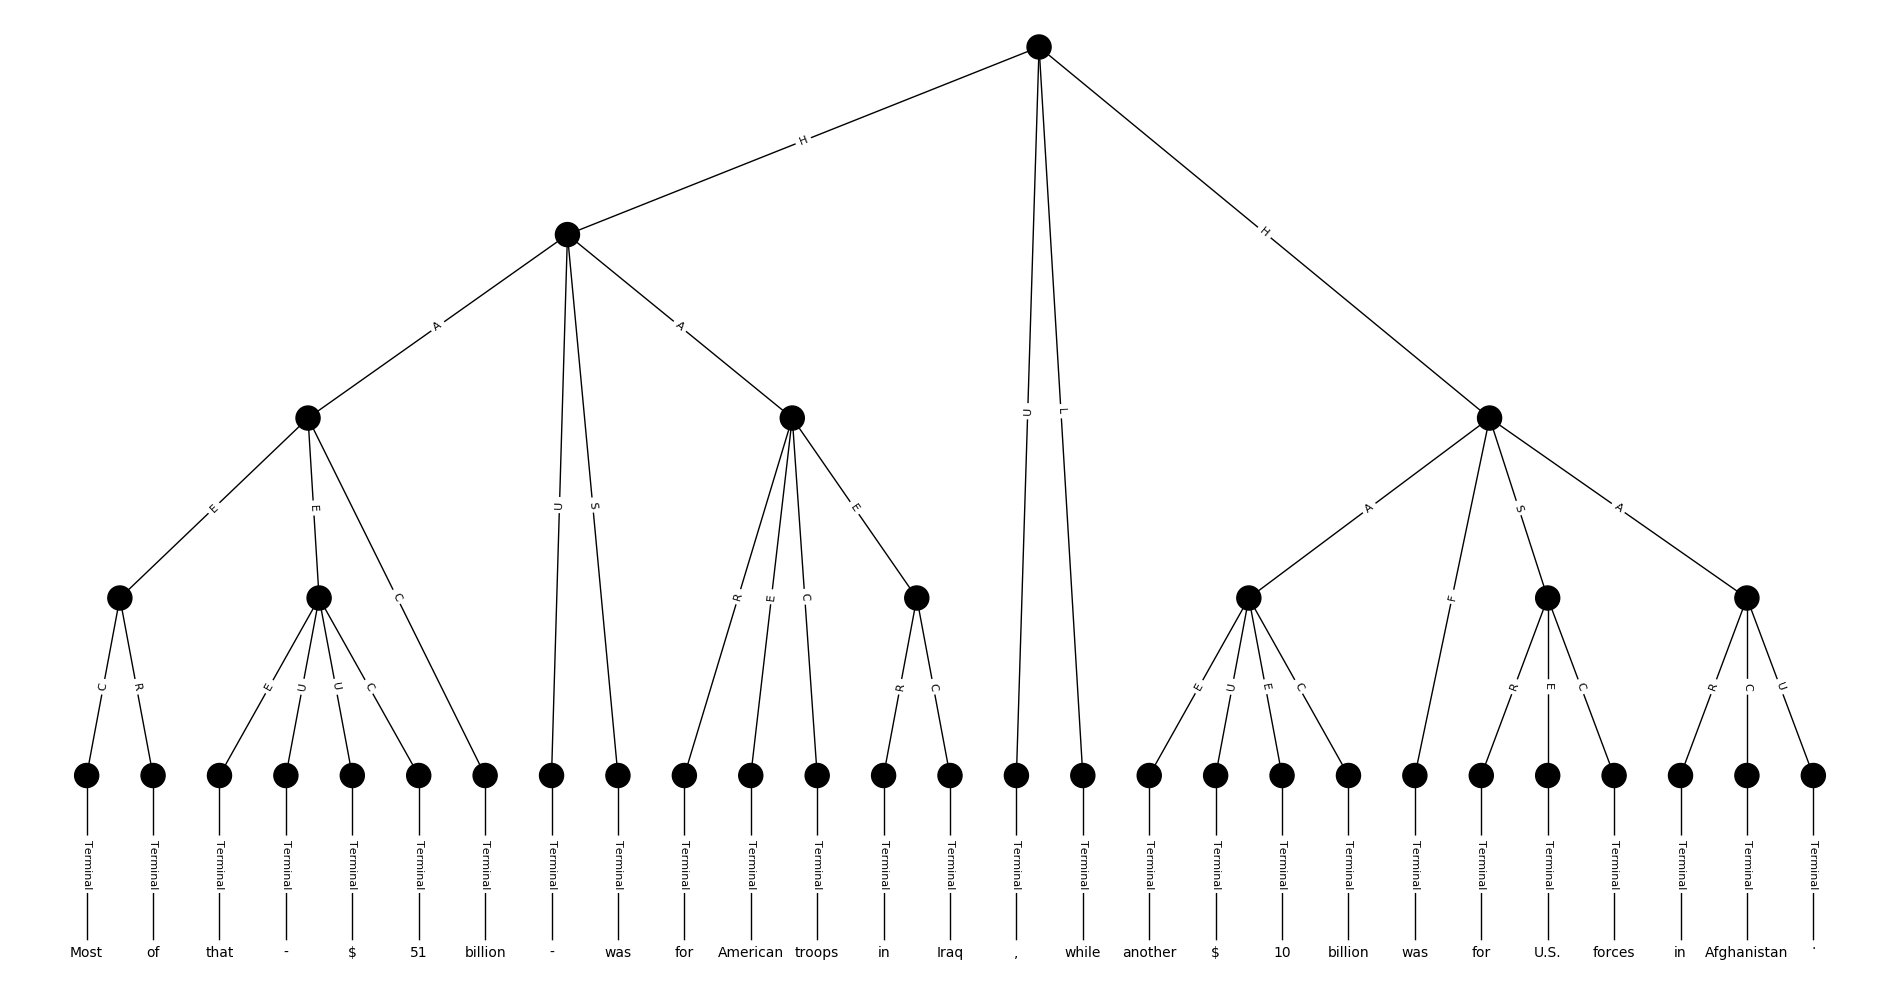 H
H
A
A
U
L
E
E
C
U
S
R
E
C
E
A
F
S
A
C
R
E
U
U
C
R
C
E
U
E
C
R
E
C
R
C
U
Terminal Terminal Terminal Terminal Terminal Terminal Terminal Terminal Terminal Terminal Terminal Terminal Terminal Terminal Terminal Terminal Terminal Terminal Terminal Terminal Terminal Terminal Terminal Terminal Terminal Terminal Terminal
Most of that - $ 51 billion - was for American troops in Iraq , while another $ 10 billion was for U.S. forces in Afghanistan .